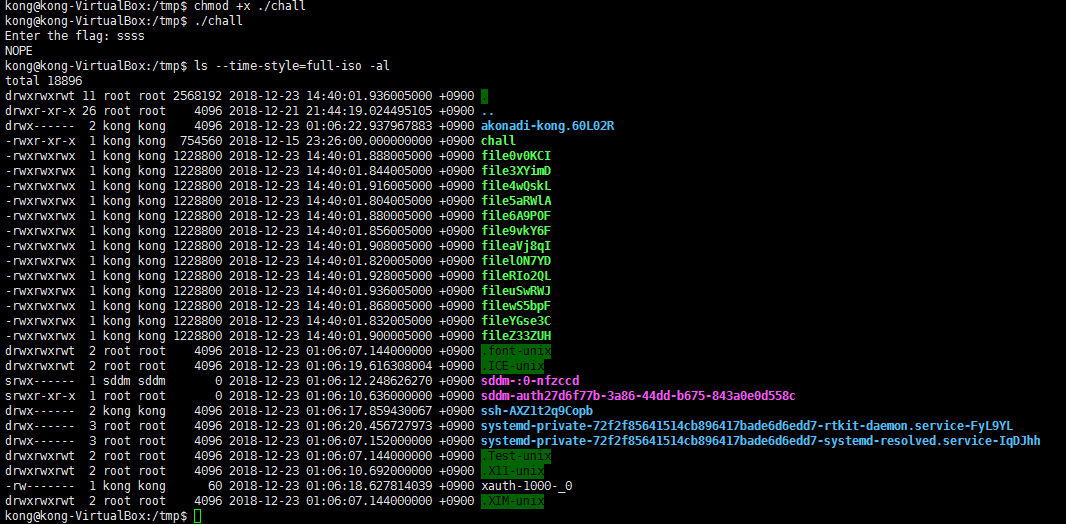 kong@kong-VirtualBox:/tmp$ chmod +x ./chall
kong@kong-VirtualBox:/tmp$ ./chall
Enter the flag: ssss
NOPE
kong@kong-VirtualBox:/tmp$ ls --time-style=full-iso -al
total 18896
drwxrwxrwt 11 root root 2568192 2018-12-23 14:40:01.936005000 +0900 .
drwxr-xr-x 26 root root    4096 2018-12-21 21:44:19.024495105 +0900 ..
drwx------  2 kong kong    4096 2018-12-23 01:06:22.937967883 +0900 akonadi-kong.60L02R
-rwxr-xr-x  1 kong kong  754560 2018-12-15 23:26:00.000000000 +0900 chall
-rwxrwxrwx  1 kong kong 1228800 2018-12-23 14:40:01.888005000 +0900 file0v0KCI
-rwxrwxrwx  1 kong kong 1228800 2018-12-23 14:40:01.844005000 +0900 file3XYimD
-rwxrwxrwx  1 kong kong 1228800 2018-12-23 14:40:01.916005000 +0900 file4wQskL
-rwxrwxrwx  1 kong kong 1228800 2018-12-23 14:40:01.804005000 +0900 file5aRWlA
-rwxrwxrwx  1 kong kong 1228800 2018-12-23 14:40:01.880005000 +0900 file6A9POF
-rwxrwxrwx  1 kong kong 1228800 2018-12-23 14:40:01.856005000 +0900 file9vkY6F
-rwxrwxrwx  1 kong kong 1228800 2018-12-23 14:40:01.908005000 +0900 fileaVj8qI
-rwxrwxrwx  1 kong kong 1228800 2018-12-23 14:40:01.820005000 +0900 filelON7YD
-rwxrwxrwx  1 kong kong 1228800 2018-12-23 14:40:01.928005000 +0900 fileRIo2QL
-rwxrwxrwx  1 kong kong 1228800 2018-12-23 14:40:01.936005000 +0900 fileuSwRWJ
-rwxrwxrwx  1 kong kong 1228800 2018-12-23 14:40:01.868005000 +0900 filewS5bpF
-rwxrwxrwx  1 kong kong 1228800 2018-12-23 14:40:01.832005000 +0900 fileYGse3C
-rwxrwxrwx  1 kong kong 1228800 2018-12-23 14:40:01.900005000 +0900 fileZ33ZUH
drwxrwxrwt  2 root root    4096 2018-12-23 01:06:07.144000000 +0900 .font-unix
drwxrwxrwt  2 root root    4096 2018-12-23 01:06:19.616308004 +0900 .ICE-unix
srwx------  1 sddm sddm       0 2018-12-23 01:06:12.248626270 +0900 sddm-:0-nfzccd
srwxr-xr-x  1 root root       0 2018-12-23 01:06:10.636000000 +0900 sddm-auth27d6f77b-3a86-44dd-b675-843a0e0d558c
drwx------  2 kong kong    4096 2018-12-23 01:06:17.859430067 +0900 ssh-AXZ1t2q9Copb
drwx------  3 root root    4096 2018-12-23 01:06:20.456727973 +0900 systemd-private-72f2f85641514cb896417bade6d6edd7-rtkit-daemon.service-FyL9YL
drwx------  3 root root    4096 2018-12-23 01:06:07.152000000 +0900 systemd-private-72f2f85641514cb896417bade6d6edd7-systemd-resolved.service-IqDJhh
drwxrwxrwt  2 root root    4096 2018-12-23 01:06:07.144000000 +0900 .Test-unix
drwxrwxrwt  2 root root    4096 2018-12-23 01:06:10.692000000 +0900 .X11-unix
-rw-------  1 kong kong      60 2018-12-23 01:06:18.627814039 +0900 xauth-1000-_0
drwxrwxrwt  2 root root    4096 2018-12-23 01:06:07.144000000 +0900 .XIM-unix
kong@kong-VirtualBox:/tmp$